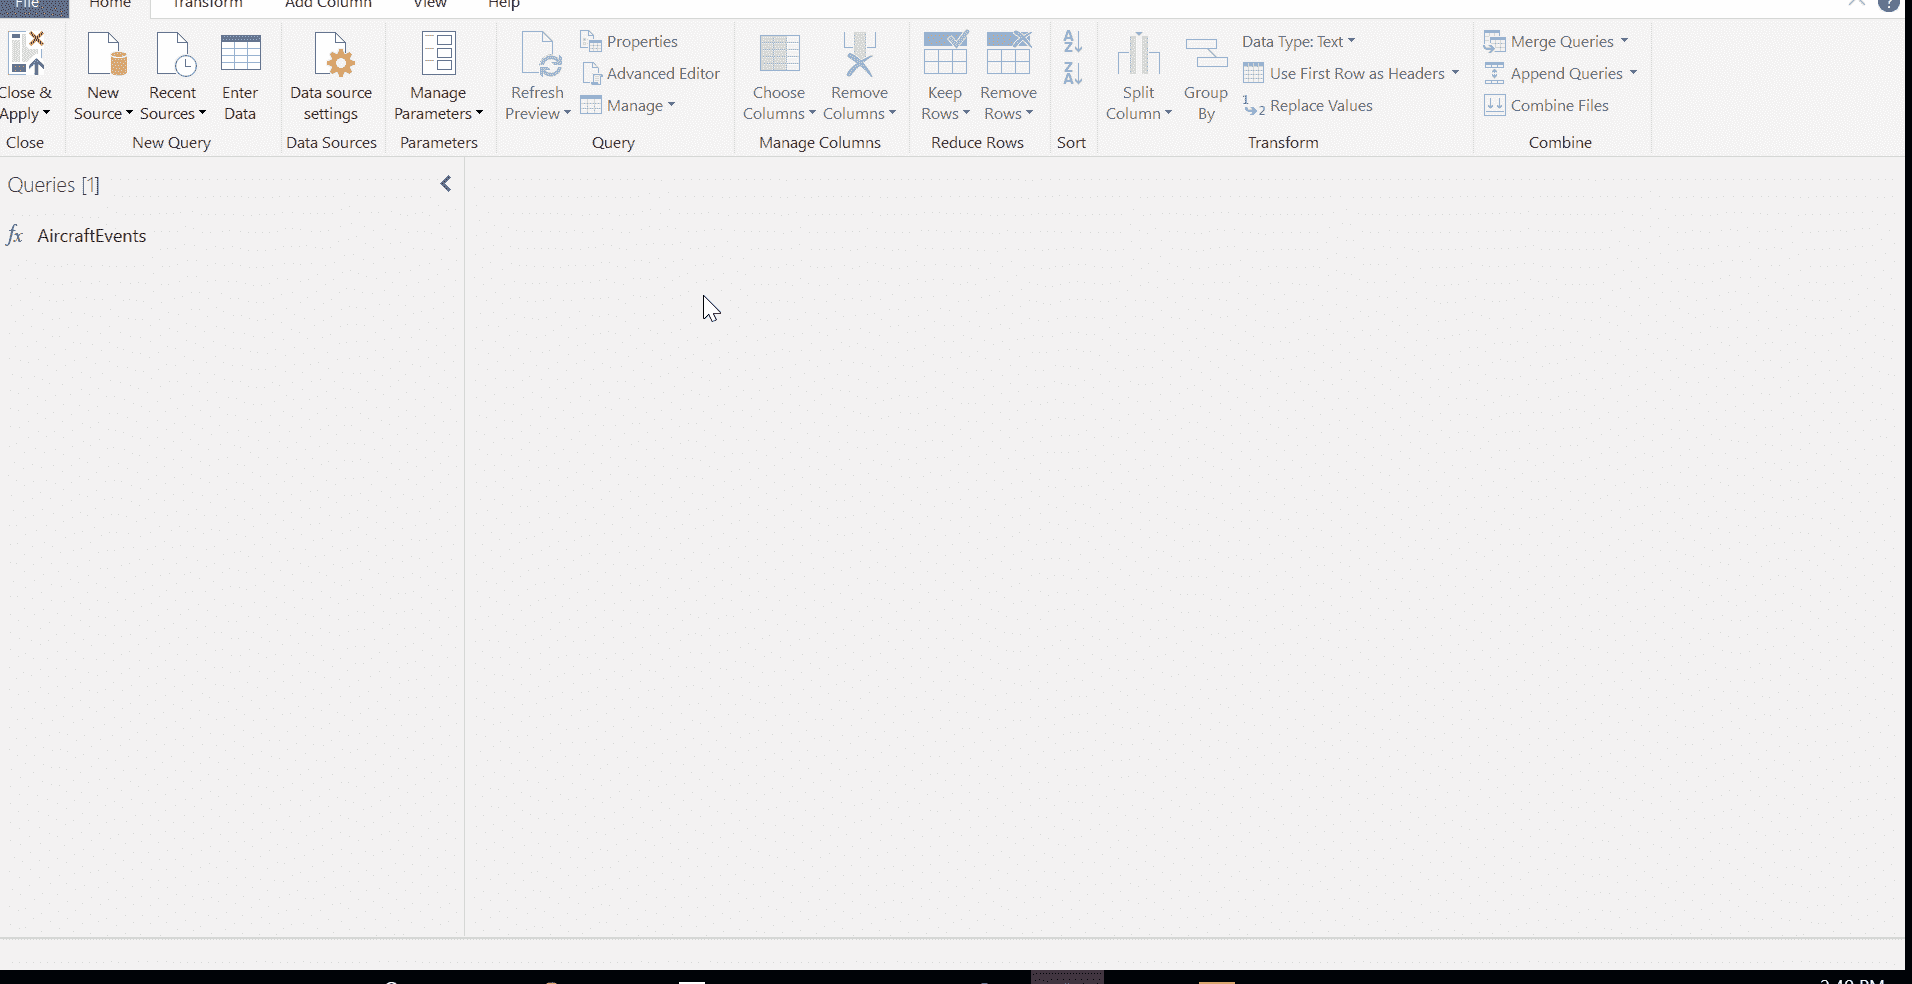 File Home Transform Add Column View Help
Close & Apply
New Source
Recent Sources
Enter Data
Data source settings
Manage Parameters
Refresh Preview
Properties
Advanced Editor
Manage
Choose Columns
Remove Columns
Keep Rows
Remove Rows
Split Column
Group By
Data Type: Text
Use First Row as Headers
Replace Values
Merge Queries
Append Queries
Combine Files
Close
New Query
Data Sources
Parameters
Query
Manage Columns
Reduce Rows
Sort
Transform
Combine
Queries [1]
fx AircraftEvents